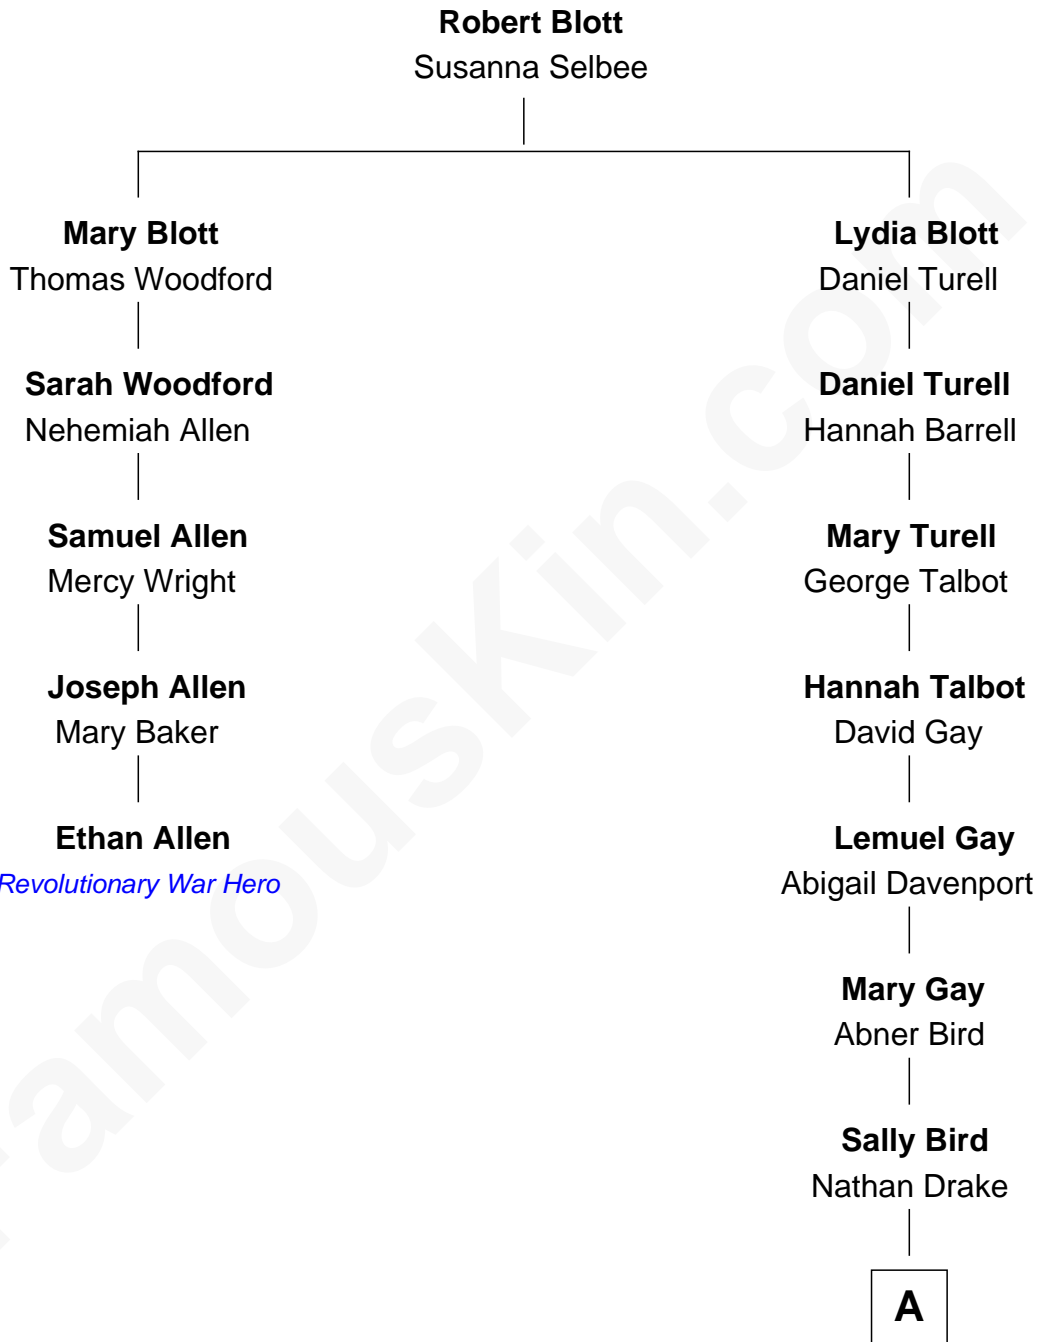 Robert Blott
Susanna Selbee
Mary Blott
Thomas Woodford
Sarah Woodford
Nehemiah Allen
Samuel Allen
Mercy Wright
Joseph Allen
Mary Baker
Ethan Allen
Revolutionary War Hero
Lydia Blott
Daniel Turell
Daniel Turell
Hannah Barrell
Mary Turell
George Talbot
Hannah Talbot
David Gay
Lemuel Gay
Abigail Davenport
Mary Gay
Abner Bird
Sally Bird
Nathan Drake
A
FamousKin.com